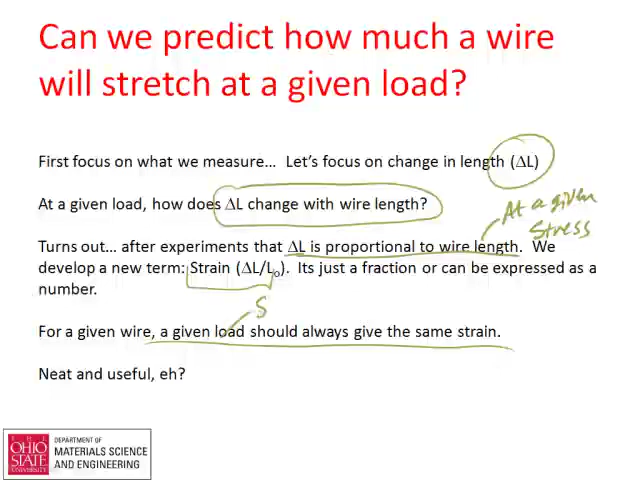 Can we predict how much a wire
will stretch at a given load?
First focus on what we measure... Let's focus on change in length (ΔL)
At a given load, how does ΔL change with wire length?
At a given
stress
Turns out... after experiments that ΔL is proportional to wire length. We
develop a new term: Strain (ΔL/Lo). Its just a fraction or can be expressed as a
number.
S
For a given wire, a given load should always give the same strain.
Neat and useful, eh?
THE
OHIO
STATE
UNIVERSITY
DEPARTMENT OF
MATERIALS SCIENCE
AND ENGINEERING